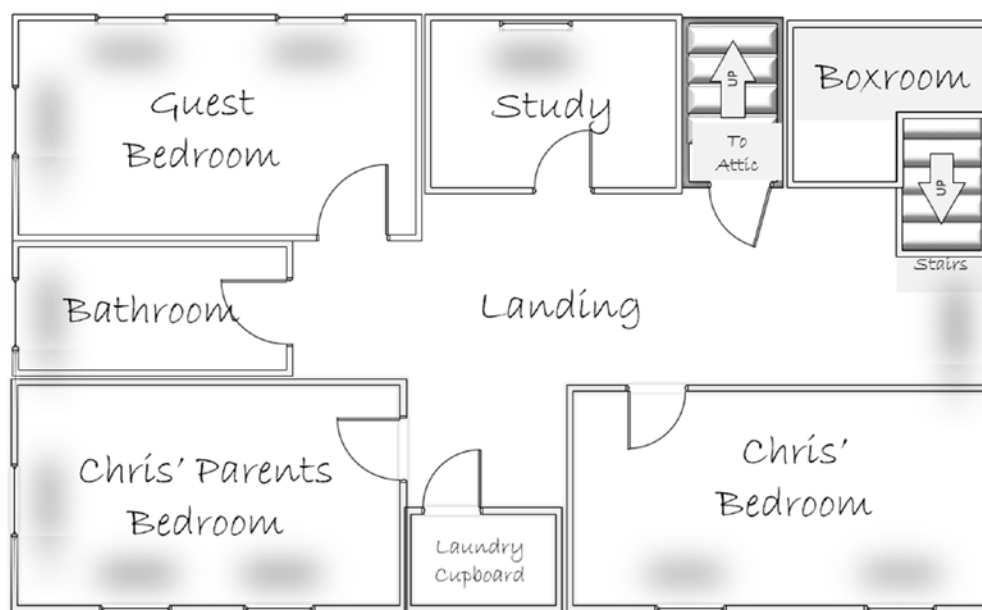 Guest
Bedroom
Study
UP
To
Attic
Boxroom
UP
Stairs
Bathroom
Landing
Chris' Parents
Bedroom
Laundry
Cupboard
Chris'
Bedroom